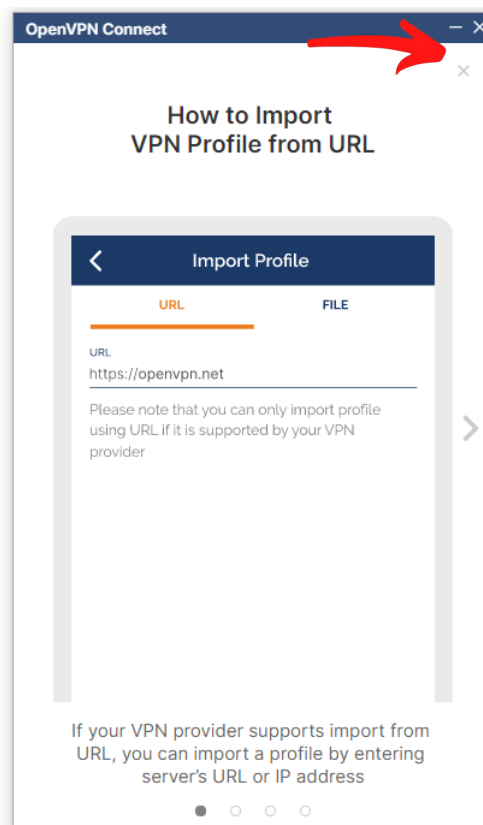 OpenVPN Connect
How to Import
VPN Profile from URL
Import Profile
URL FILE
URL
https://openvpn.net
Please note that you can only import profile
using URL if it is supported by your VPN
provider
If your VPN provider supports import from
URL, you can import a profile by entering
server's URL or IP address